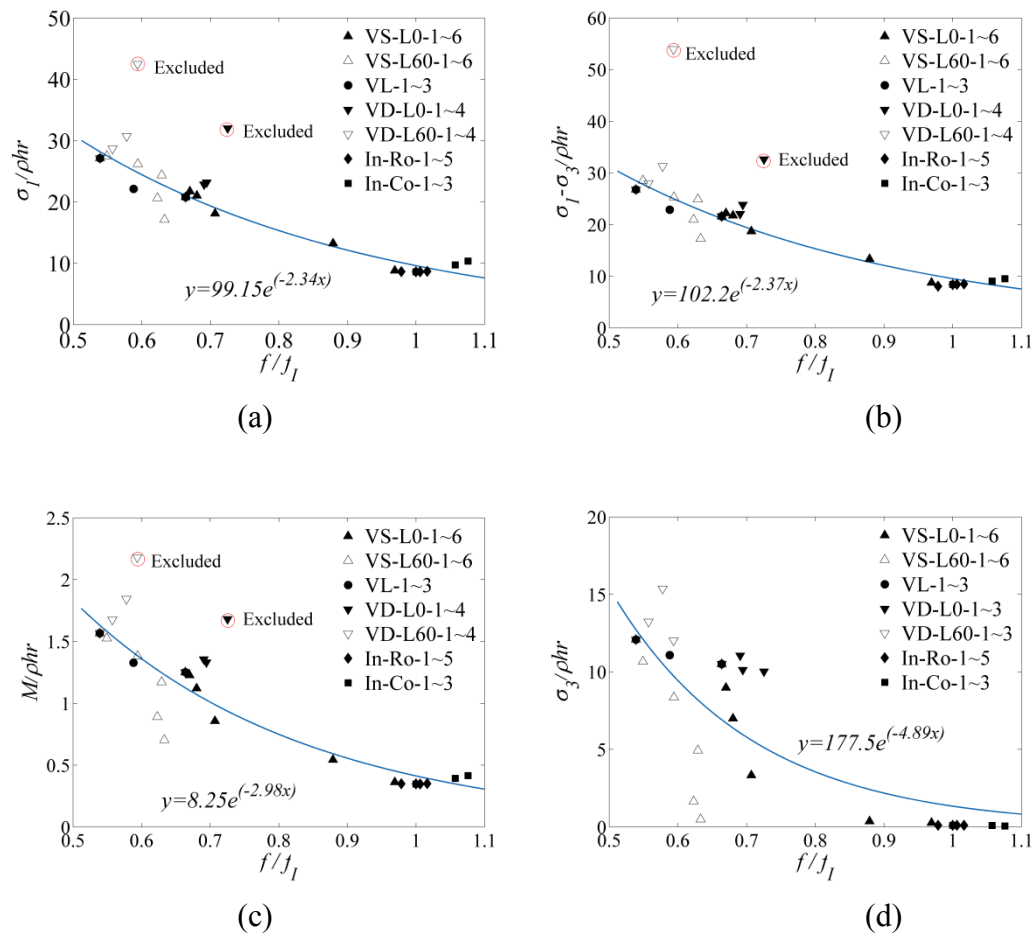 50
40
30
20
10
0
σ1/ρhr
Excluded
Excluded
VS-L0-1~6
VS-L60-1~6
VL-1~3
VD-L0-1~4
VD-L60-1~4
In-Ro-1~5
In-Co-1~3
y=99.15e(-2.34x)
0.5 0.6 0.7 0.8 0.9 1 1.1
f/fI
(a)
60
50
40
30
20
10
0
σ1-σ3/ρhr
Excluded
Excluded
VS-L0-1~6
VS-L60-1~6
VL-1~3
VD-L0-1~4
VD-L60-1~4
In-Ro-1~5
In-Co-1~3
y=102.2e(-2.37x)
0.5 0.6 0.7 0.8 0.9 1 1.1
f/fI
(b)
2.5
2
1.5
1
0.5
0
M/ρhr
Excluded
Excluded
VS-L0-1~6
VS-L60-1~6
VL-1~3
VD-L0-1~4
VD-L60-1~4
In-Ro-1~5
In-Co-1~3
y=8.25e(-2.98x)
0.5 0.6 0.7 0.8 0.9 1 1.1
f/fI
(c)
20
15
10
5
0
σ3/ρhr
VS-L0-1~6
VS-L60-1~6
VL-1~3
VD-L0-1~3
VD-L60-1~3
In-Ro-1~5
In-Co-1~3
y=177.5e(-4.89x)
0.5 0.6 0.7 0.8 0.9 1 1.1
f/fI
(d)